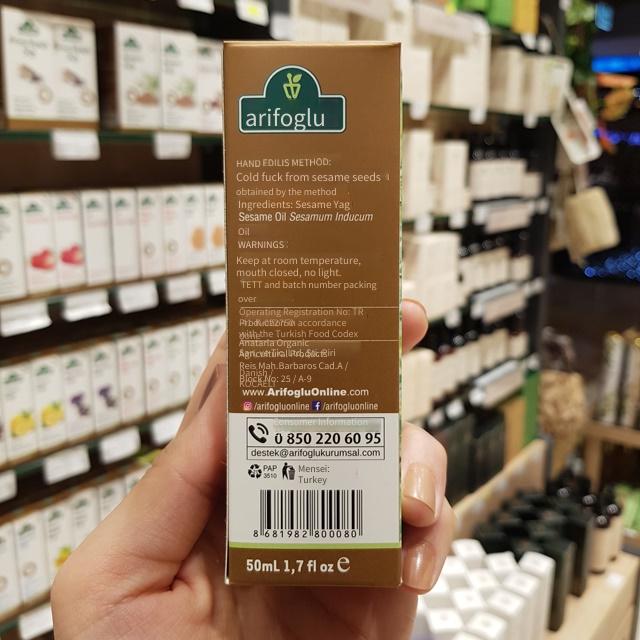 arifoglu
HAND EDILIS METHOD:
Cold fuck from sesame seeds
obtained by the method
Ingredients: Sesame Yag
Sesame Oil Sesamum Inducum
Oil
WARNINGS:
Keep at room temperature,
mouth closed, no light.
TETT and batch number packing
over
Operating Registration No: TR
accordance
with the Turkish Food Codex
Anatarla Organic
Reis Mah.Barbaros Cad.A /
Block No: 25 / A-9
KOCAELI
www.ArifogluOnline.com
/arifogluonline /arifogluonline
Consumer Information
0 850 220 60 95
destek@arifoglukurumsal.com
PAP
3510
Mensei:
Turkey
8 681982 800080
50mL 1,7 fl oz e